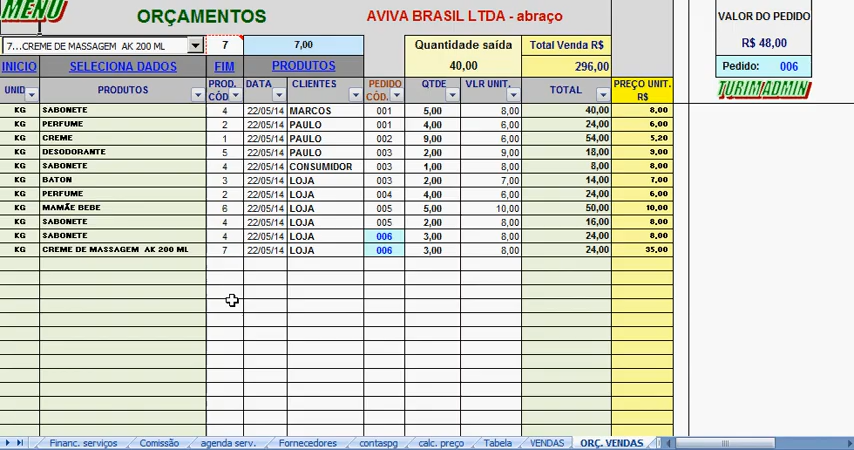 MENU
ORÇAMENTOS
AVIVA BRASIL LTDA - abraço
VALOR DO PEDIDO
R$ 48,00
Pedido: 006
TURIM ADMIN
7...CREME DE MASSAGEM AK 200 ML
7
7,00
Quantidade saída
40,00
Total Venda R$
296,00
INICIO SELECIONA DADOS FIM PRODUTOS
UNID PRODUTOS PROD. CÓD. DATA CLIENTES PEDIDO CÓD. QTDE VLR UNIT. TOTAL PREÇO UNIT. R$
KG SABONETE 4 22/05/14 MARCOS 001 5,00 8,00 40,00 8,00
KG PERFUME 2 22/05/14 PAULO 001 4,00 6,00 24,00 6,00
KG CREME 1 22/05/14 PAULO 002 9,00 6,00 54,00 5,20
KG DESODORANTE 5 22/05/14 PAULO 003 2,00 9,00 18,00 9,00
KG SABONETE 4 22/05/14 CONSUMIDOR 003 1,00 8,00 8,00 8,00
KG BATON 3 22/05/14 LOJA 003 2,00 7,00 14,00 7,00
KG PERFUME 2 22/05/14 LOJA 004 4,00 6,00 24,00 6,00
KG MAMÃE BEBE 6 22/05/14 LOJA 005 5,00 10,00 50,00 10,00
KG SABONETE 4 22/05/14 LOJA 005 2,00 8,00 16,00 8,00
KG SABONETE 4 22/05/14 LOJA 006 3,00 8,00 24,00 8,00
KG CREME DE MASSAGEM AK 200 ML 7 22/05/14 LOJA 006 3,00 8,00 24,00 35,00
Financ. serviços Comissão agenda serv. Fornecedores contaspg calc. preço Tabela VENDAS ORÇ. VENDAS